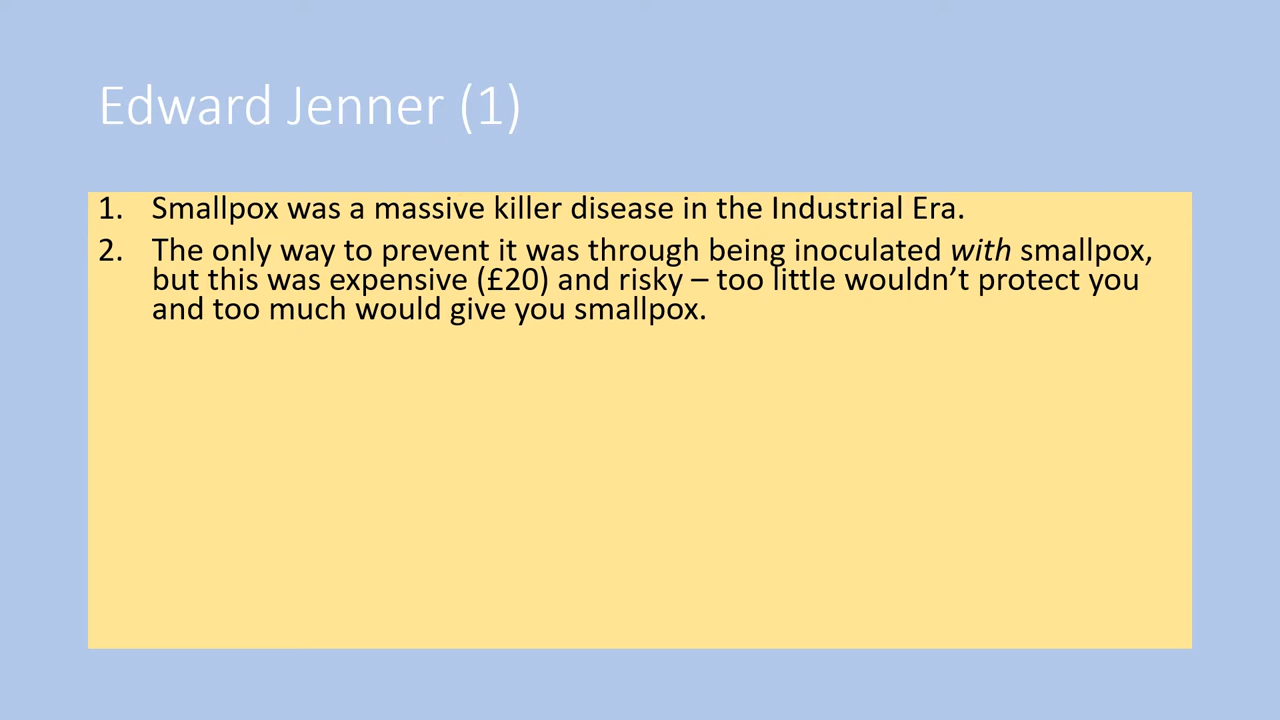 Edward Jenner (1)
1. Smallpox was a massive killer disease in the Industrial Era.
2. The only way to prevent it was through being inoculated with smallpox,
but this was expensive (£20) and risky – too little wouldn’t protect you
and too much would give you smallpox.